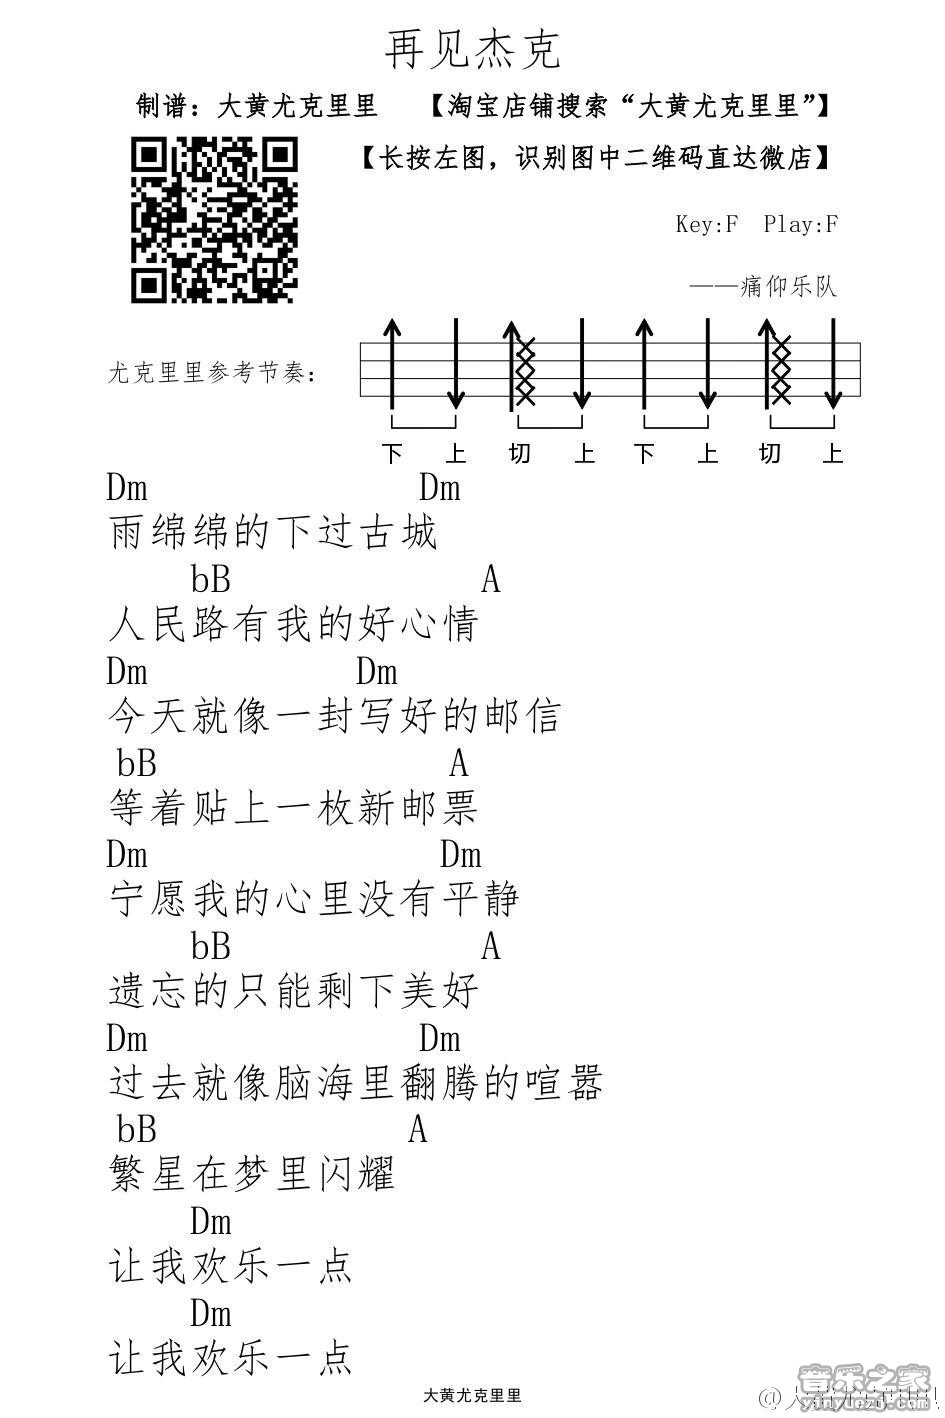 再见杰克
制谱：大黄尤克里里 【淘宝店铺搜索“大黄尤克里里”】
【长按左图，识别图中二维码直达微店】
Key:F Play:F
——痛仰乐队
尤克里里参考节奏：
下 上 切 上 下 上 切 上
Dm Dm
雨绵绵的下过古城
bB A
人民路有我的好心情
Dm Dm
今天就像一封写好的邮信
bB A
等着贴上一枚新邮票
Dm Dm
宁愿我的心里没有平静
bB A
遗忘的只能剩下美好
Dm Dm
过去就像脑海里翻腾的喧嚣
bB A
繁星在梦里闪耀
Dm
让我欢乐一点
Dm
让我欢乐一点
大黄尤克里里
音乐之家